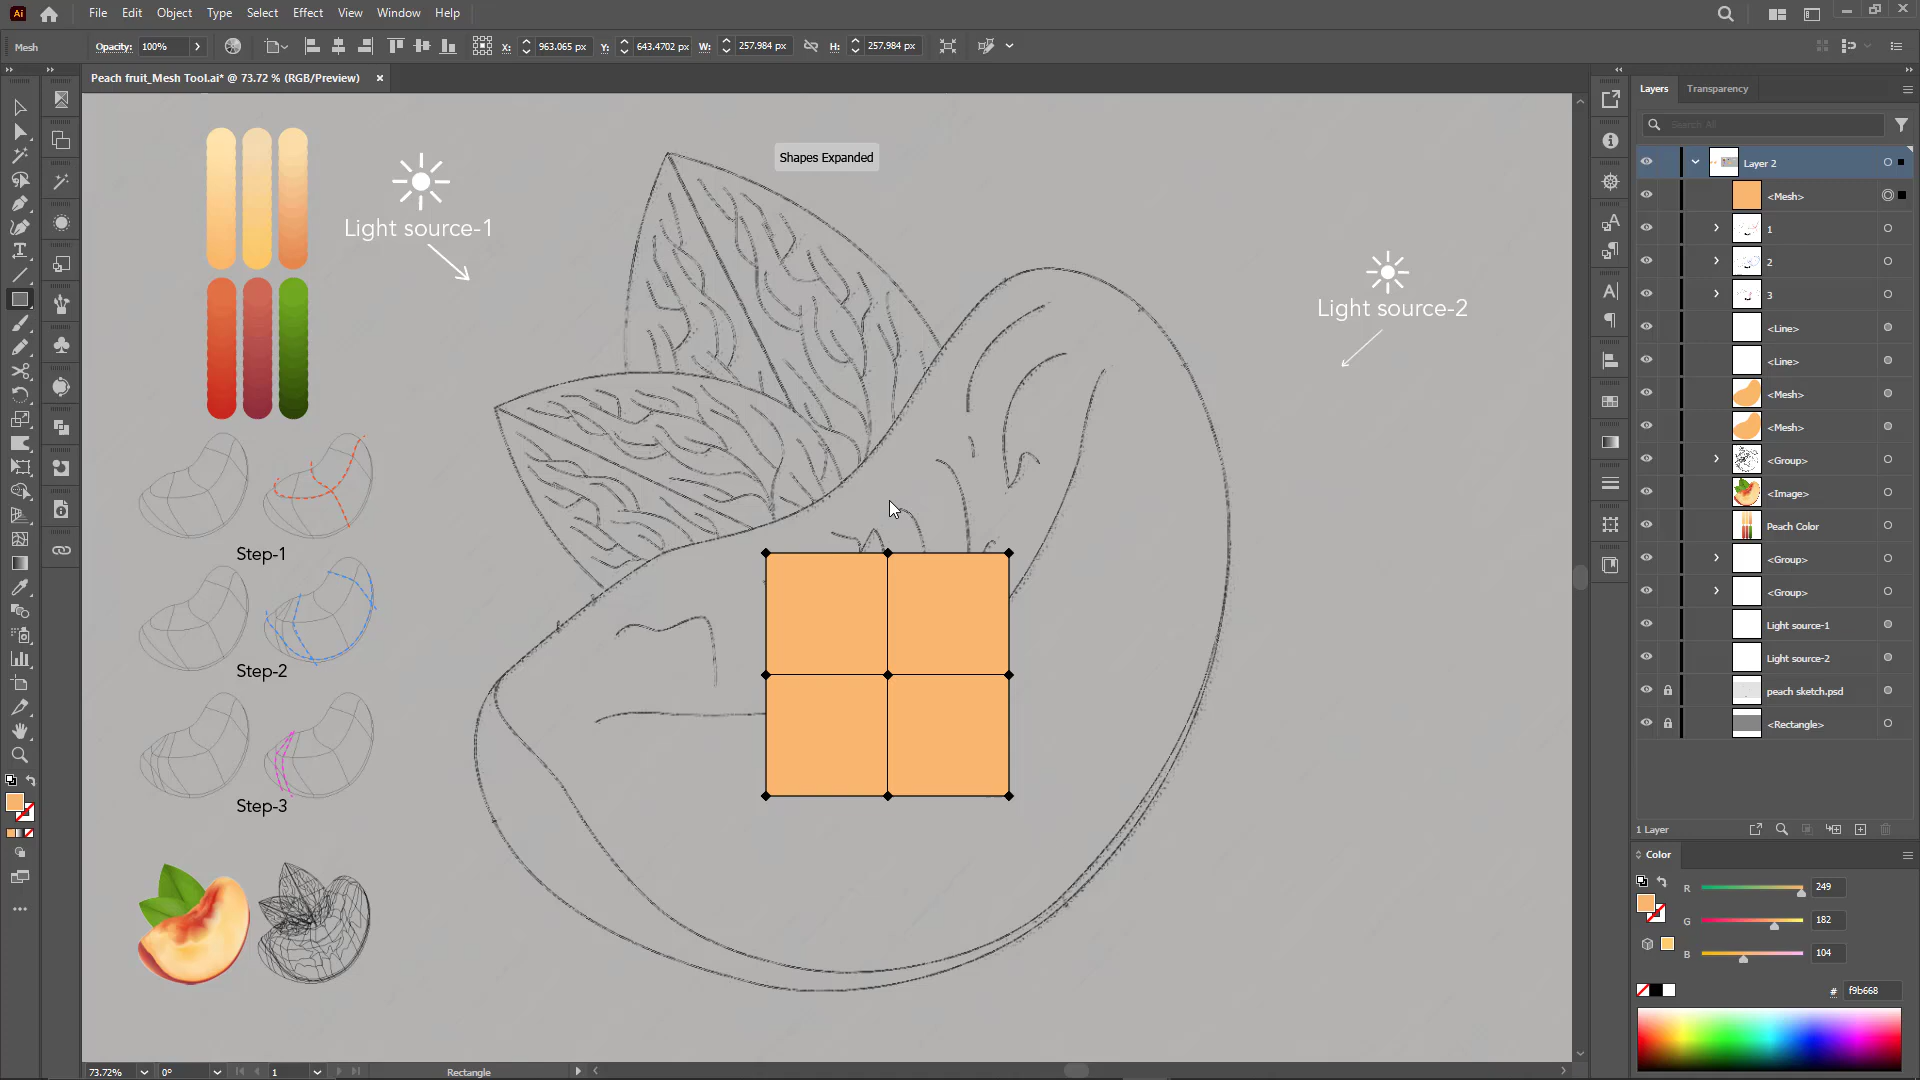 Ai File Edit Object Type Select Effect View Window Help
Mesh Opacity: 100% X: 963.065 px Y: 643.4702 px W: 257.984 px H: 257.984 px
Peach fruit_Mesh Tool.ai* @ 73.72 % (RGB/Preview) ×
Layers Transparency
Search All
Shapes Expanded
Light source-1
Light source-2
Step-1
Step-2
Step-3
Layer 2
<Mesh>
1
2
3
<Line>
<Line>
<Mesh>
<Mesh>
<Group>
<Image>
Peach Color
<Group>
<Group>
Light source-1
Light source-2
peach sketch.psd
<Rectangle>
1 Layer
Color
R 249
G 182
B 104
# f9b668
73.72% 0° 1 Rectangle